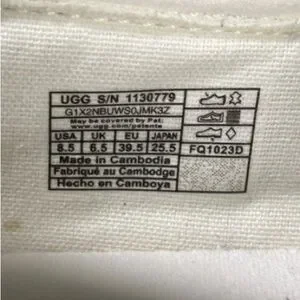 UGG S/N 1130779
G1X2NBUWS0JMK3Z
May be covered by Pat.
www.ugg.com/patents
USA UK EU JAPAN
8.5 6.5 39.5 25.5
FQ1023D
Made in Cambodia
Fabriqué au Cambodge
Hecho en Camboya